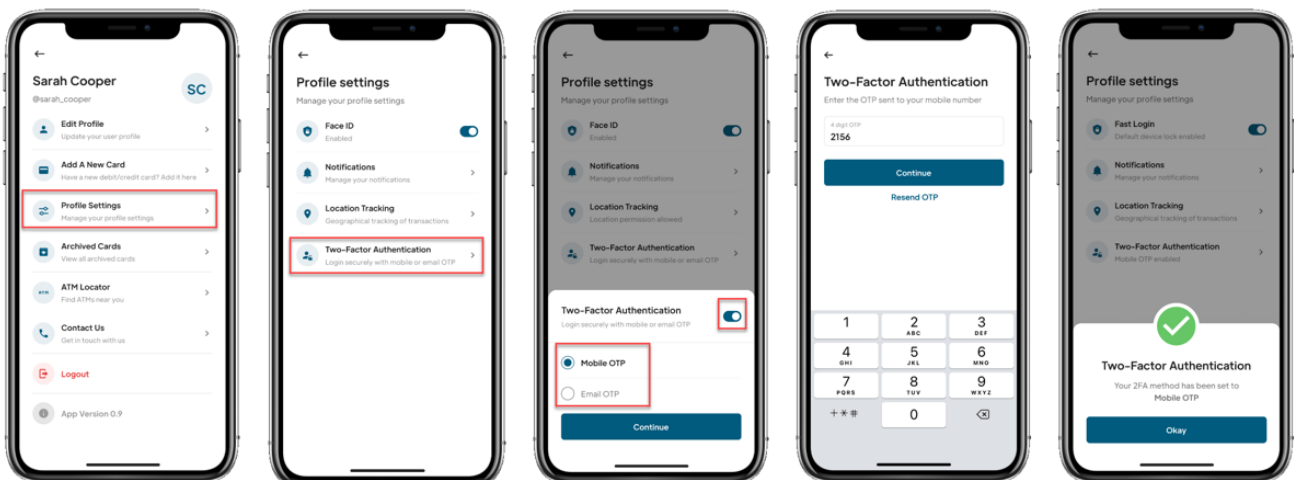 Sarah Cooper
SC
@sarah_cooper
Edit Profile
Update your user profile
Add A New Card
Have a new debit/credit card? Add it here
Profile Settings
Manage your profile settings
Archived Cards
View all archived cards
ATM
ATM Locator
Find ATMs near you
Contact Us
Get in touch with us
Logout
App Version 0.9
Profile settings
Manage your profile settings
Face ID
Enabled
Notifications
Manage your notifications
Location Tracking
Geographical tracking of transactions
Two-Factor Authentication
Login securely with mobile or email OTP
Profile settings
Manage your profile settings
Face ID
Enabled
Notifications
Manage your notifications
Location Tracking
Location permission allowed
Two-Factor Authentication
Login securely with mobile or email OTP
Two-Factor Authentication
Login securely with mobile or email OTP
Mobile OTP
Email OTP
Continue
Two-Factor Authentication
Enter the OTP sent to your mobile number
4 digit OTP
2156
Continue
Resend OTP
1 2 3
ABC DEF
4 5 6
GHI JKL MNO
7 8 9
PQRS TUV WXYZ
+*# 0
Profile settings
Manage your profile settings
Fast Login
Default device lock enabled
Notifications
Manage your notifications
Location Tracking
Geographical tracking of transactions
Two-Factor Authentication
Mobile OTP enabled
Two-Factor Authentication
Your 2FA method has been set to
Mobile OTP
Okay